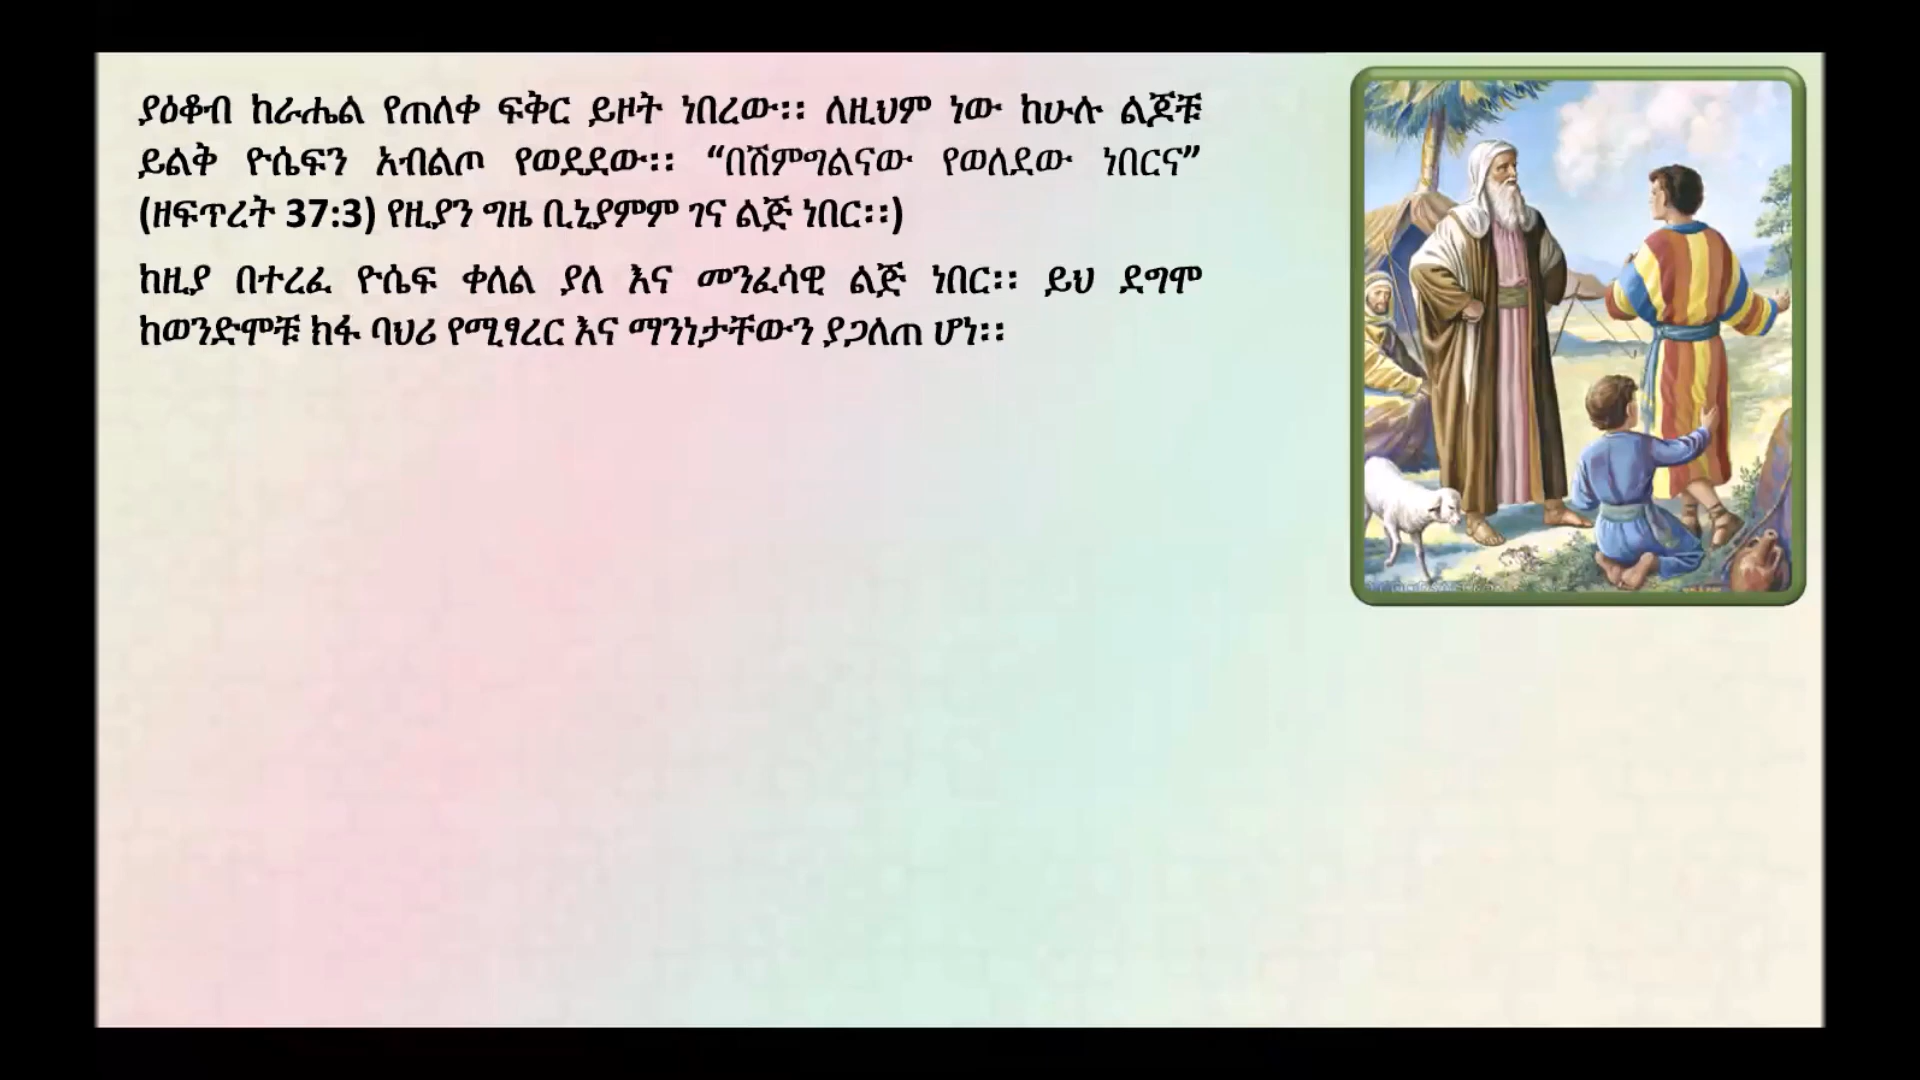 ያዕቆብ ከራሔል የጠለቀ ፍቅር ይዞት ነበረው፡፡ ለዚህም ነው ከሁሉ ልጆቹ
ይልቅ ዮሴፍን አብልጦ የወደደው፡፡ “በሽምግልናው የወለደው ነበርና”
(ዘፍጥረት 37:3) የዚያን ግዜ ቢኒያምም ገና ልጅ ነበር፡፡)
ከዚያ በተረፈ ዮሴፍ ቀለል ያለ እና መንፈሳዊ ልጅ ነበር፡፡ ይህ ደግሞ
ከወንድሞቹ ክፋ ባህሪ የሚፃረር እና ማንነታቸውን ያጋለጠ ሆነ፡፡